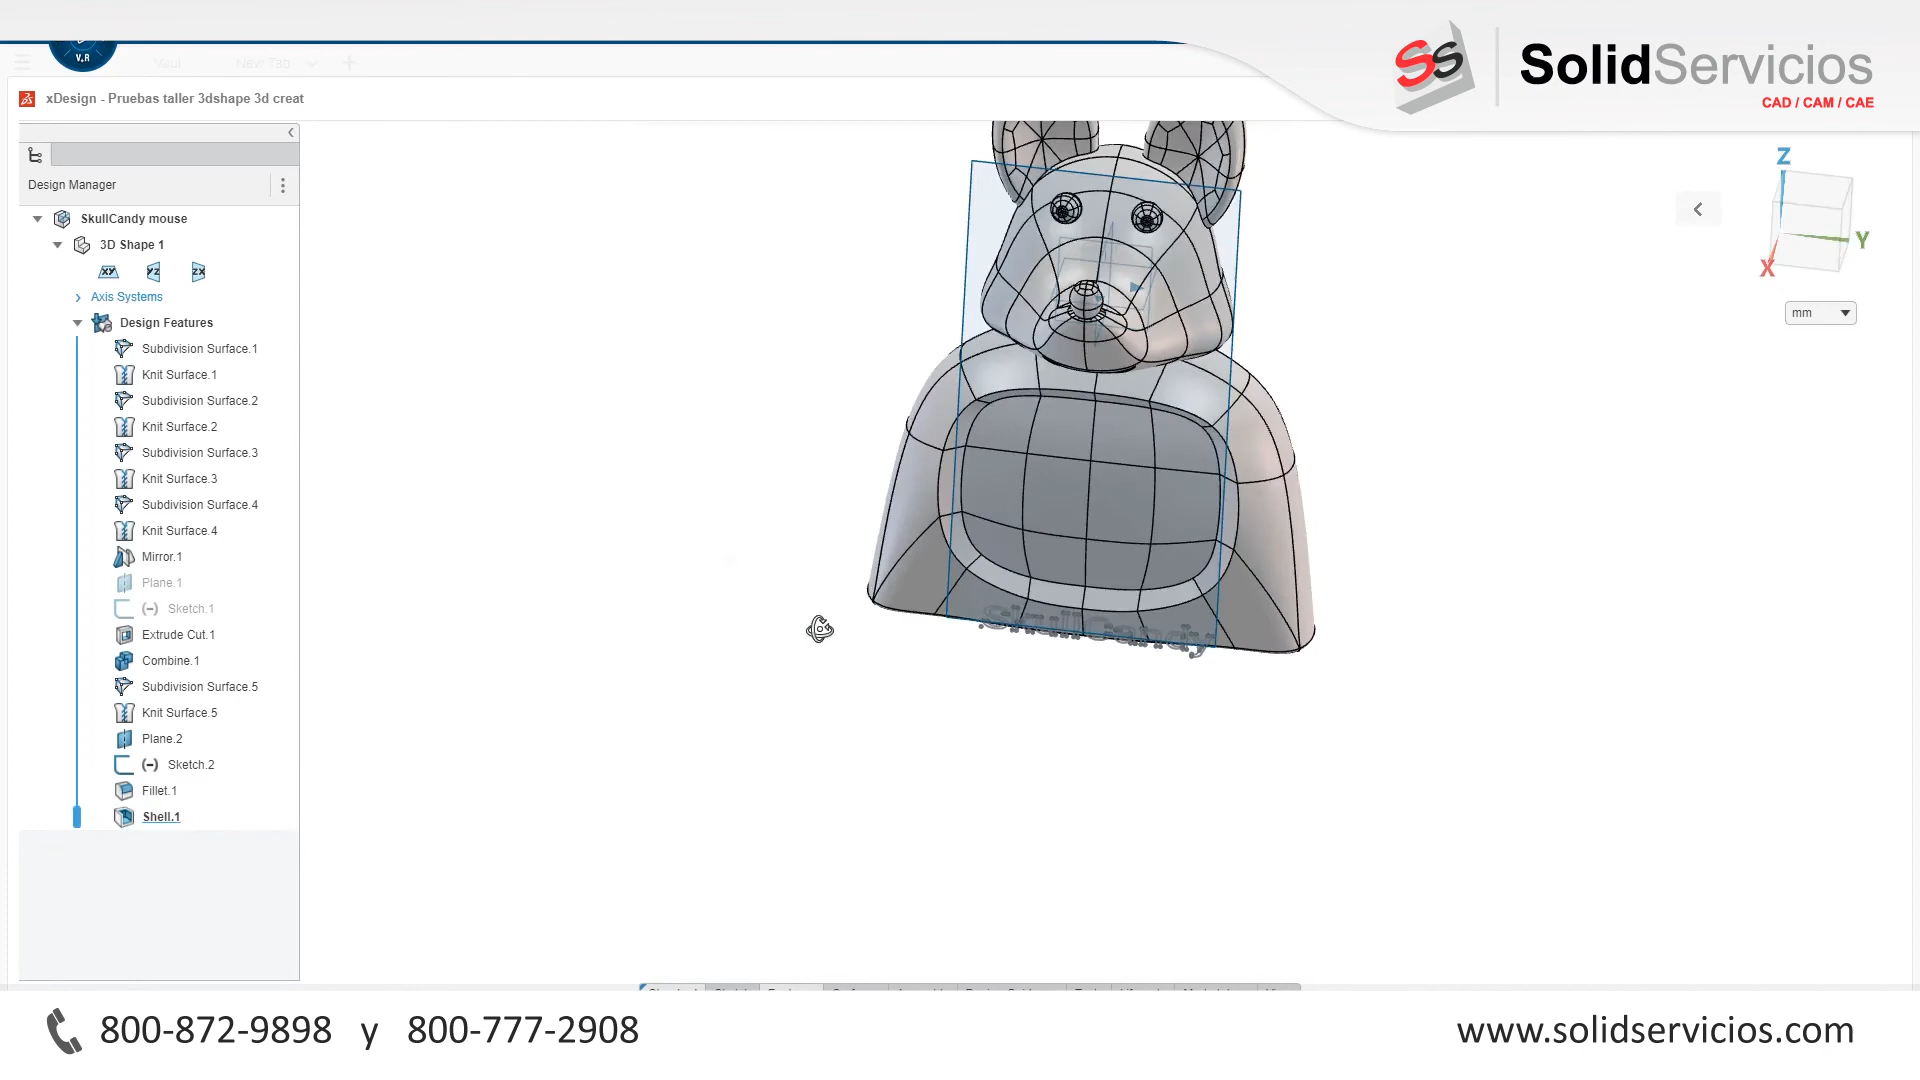 V.R
New Tab
SS
SolidServicios
CAD / CAM / CAE
xDesign - Pruebas taller 3dshape 3d creat
Design Manager
SkullCandy mouse
3D Shape 1
XY YZ ZX
Axis Systems
Design Features
Subdivision Surface.1
Knit Surface.1
Subdivision Surface.2
Knit Surface.2
Subdivision Surface.3
Knit Surface.3
Subdivision Surface.4
Knit Surface.4
Mirror.1
Plane.1
(-) Sketch.1
Extrude Cut.1
Combine.1
Subdivision Surface.5
Knit Surface.5
Plane.2
(-) Sketch.2
Fillet.1
Shell.1
SkullCandy
Z
Y
X
mm
800-872-9898 y 800-777-2908
www.solidservicios.com